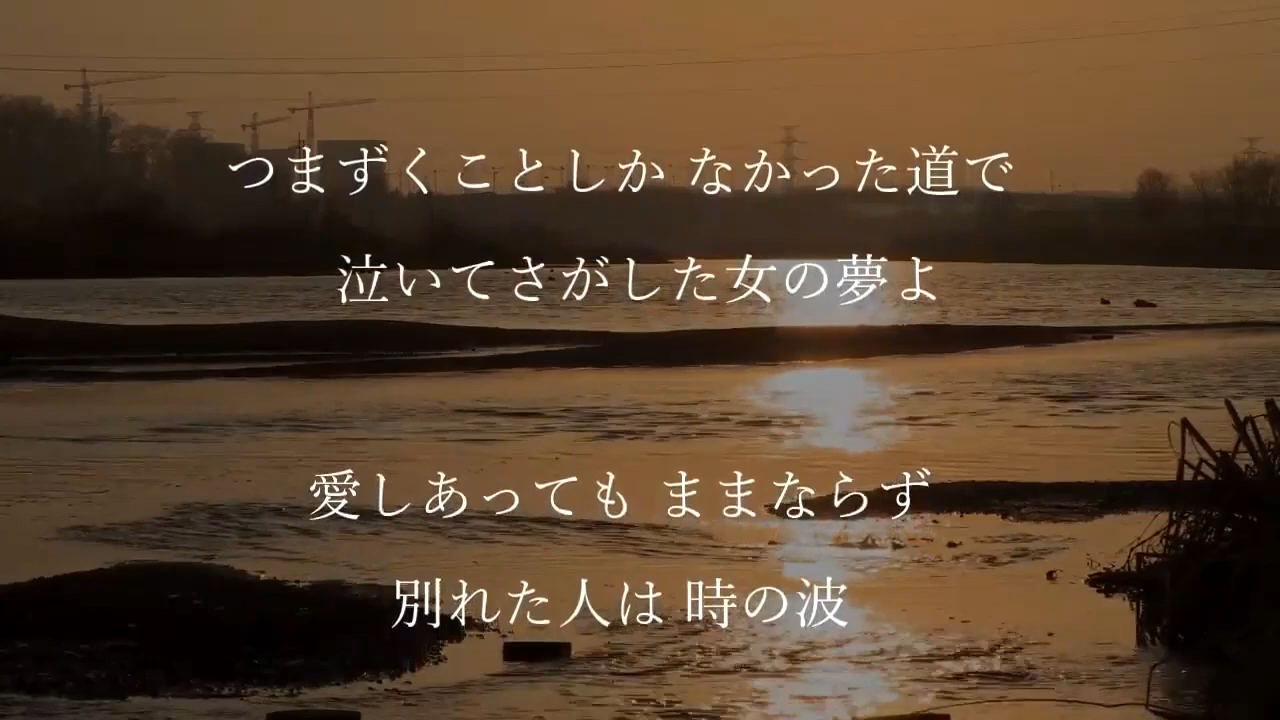 つまずくことしか なかった道で
泣いてさがした女の夢よ
愛しあっても ままならず
別れた人は 時の波